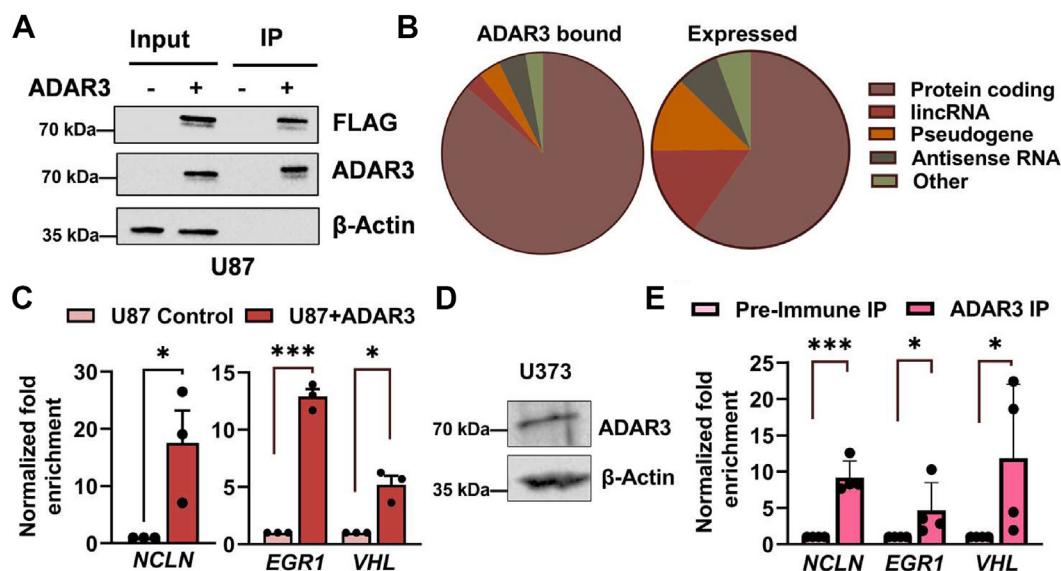 A
Input
IP
ADAR3 - + - +
70 kDa
FLAG
70 kDa
ADAR3
35 kDa
β-Actin
U87
B
ADAR3 bound
Expressed
Protein coding
lincRNA
Pseudogene
Antisense RNA
Other
C
U87 Control
U87+ADAR3
Normalized fold
enrichment
30
20
10
0
*
NCLN
15
10
5
0
***
*
EGR1
VHL
D
U373
70 kDa
ADAR3
35 kDa
β-Actin
E
Pre-Immune IP
ADAR3 IP
Normalized fold
enrichment
25
20
15
10
5
0
***
*
*
NCLN
EGR1
VHL